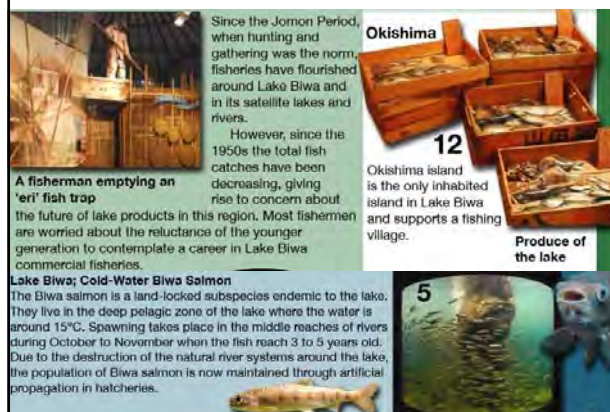 Since the Jomon Period,
when hunting and
gathering was the norm,
fisheries have flourished
around Lake Biwa and
in its satellite lakes and
rivers.
However, since the
1950s the total fish
catches have been
decreasing, giving
rise to concern about
the future of lake products in this region. Most fishermen
are worried about the reluctance of the younger
generation to contemplate a career in Lake Biwa
commercial fisheries.
A fisherman emptying an
'eri' fish trap
Okishima
12
Okishima island
is the only inhabited
island in Lake Biwa
and supports a fishing
village.
Produce of
the lake
Lake Biwa; Cold-Water Biwa Salmon
The Biwa salmon is a land-locked subspecies endemic to the lake.
They live in the deep pelagic zone of the lake where the water is
around 15°C. Spawning takes place in the middle reaches of rivers
during October to November when the fish reach 3 to 5 years old.
Due to the destruction of the natural river systems around the lake,
the population of Biwa salmon is now maintained through artificial
propagation in hatcheries.
5